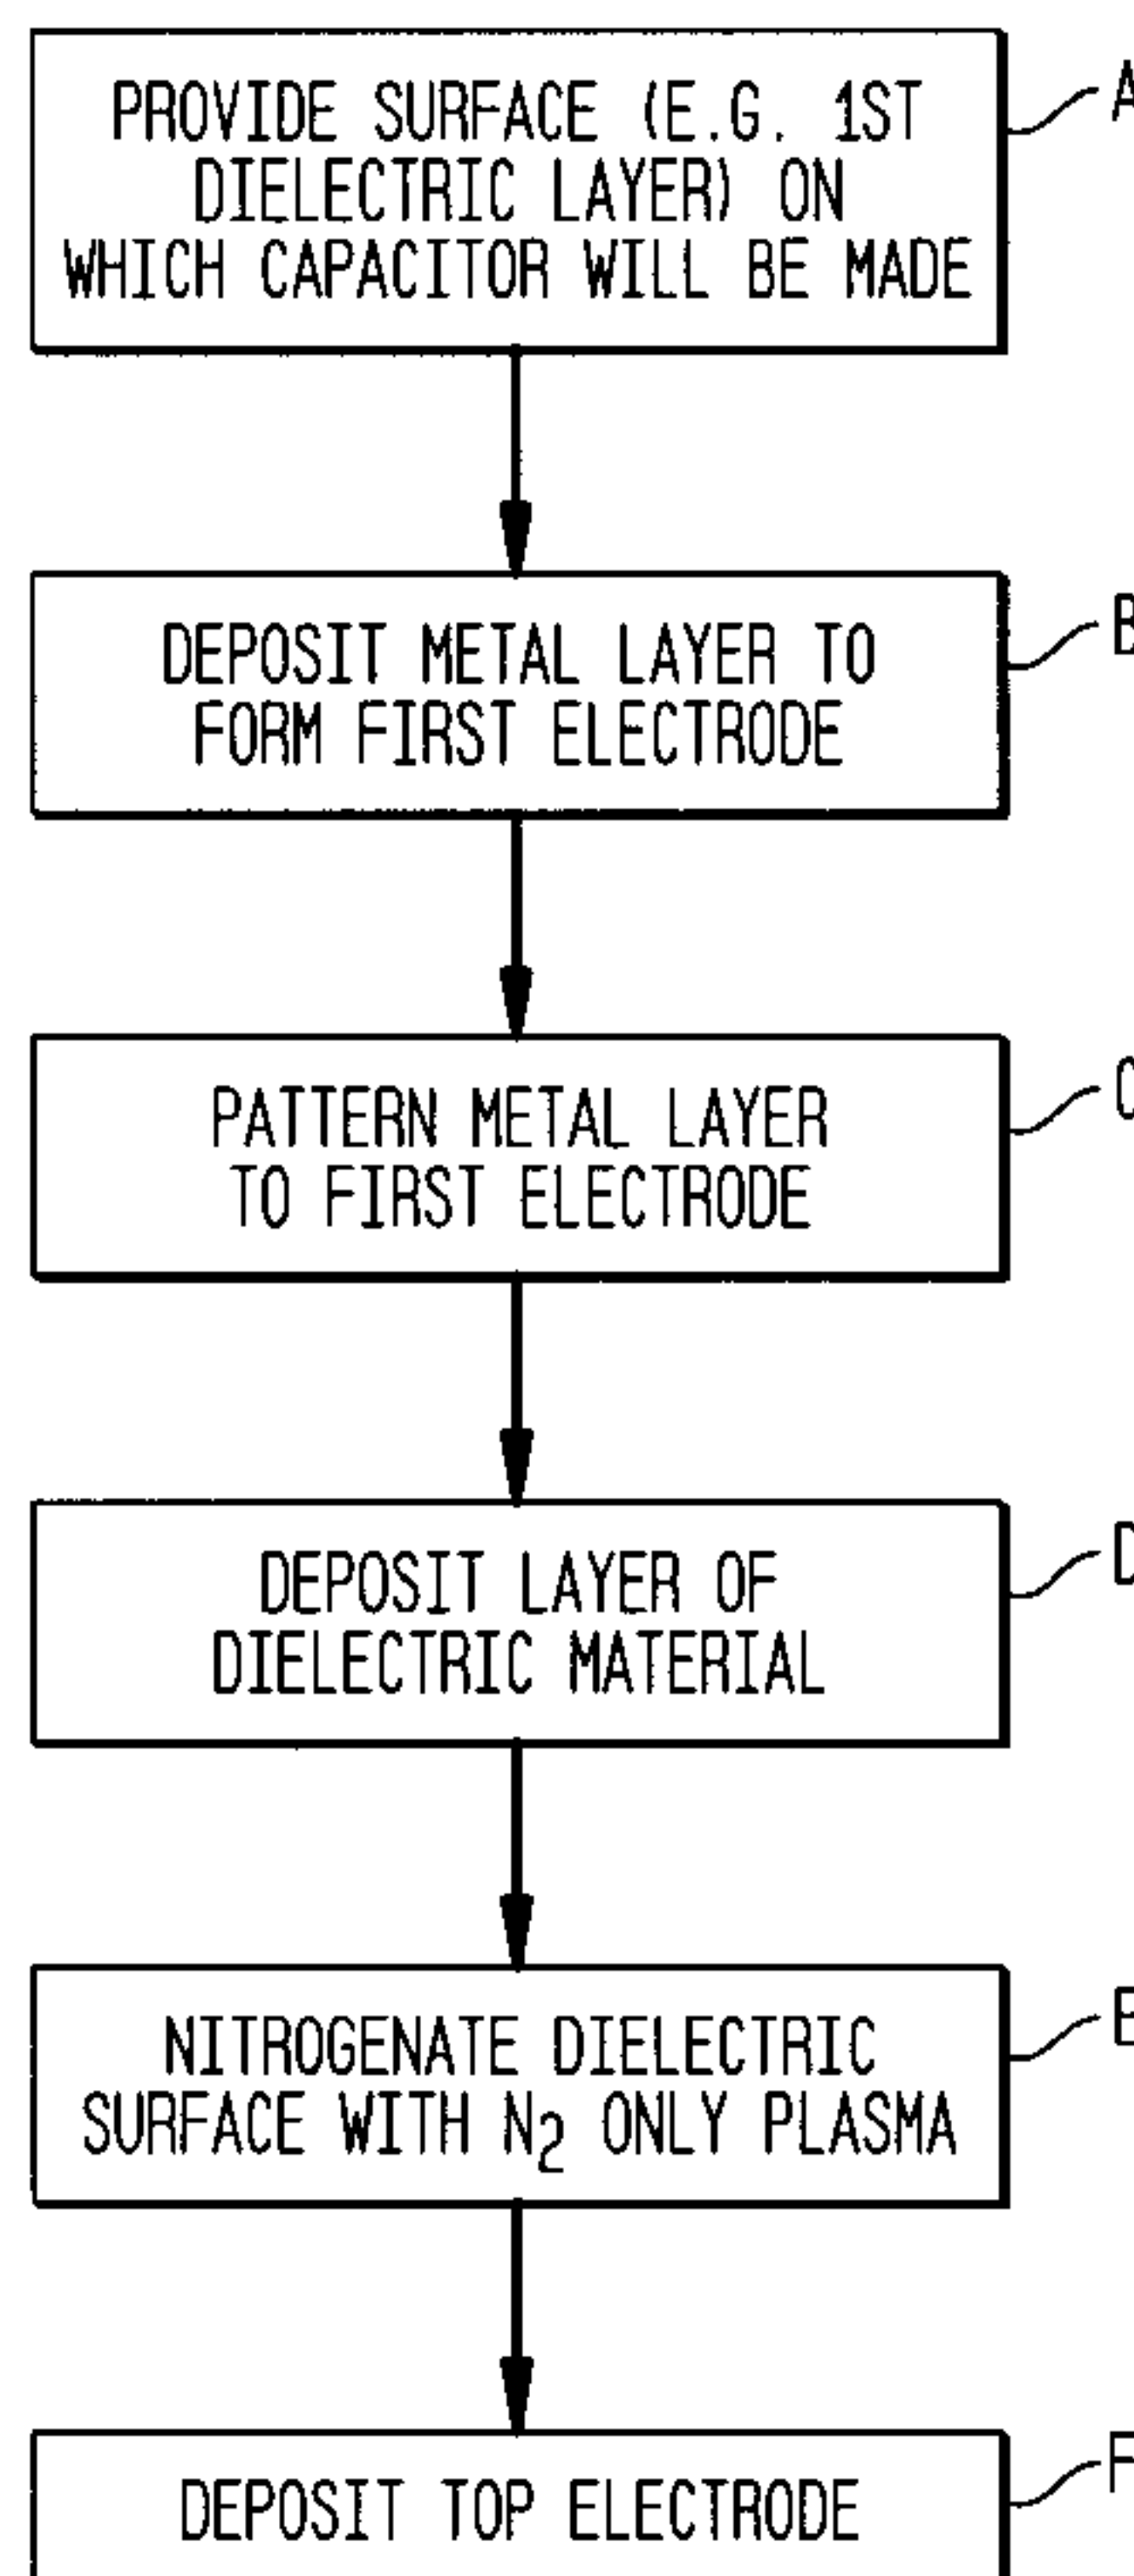 PROVIDE SURFACE (E.G. 1ST
DIELECTRIC LAYER) ON
WHICH CAPACITOR WILL BE MADE
A
DEPOSIT METAL LAYER TO
FORM FIRST ELECTRODE
B
PATTERN METAL LAYER
TO FIRST ELECTRODE
C
DEPOSIT LAYER OF
DIELECTRIC MATERIAL
D
NITROGENATE DIELECTRIC
SURFACE WITH N₂ ONLY PLASMA
E
DEPOSIT TOP ELECTRODE
F